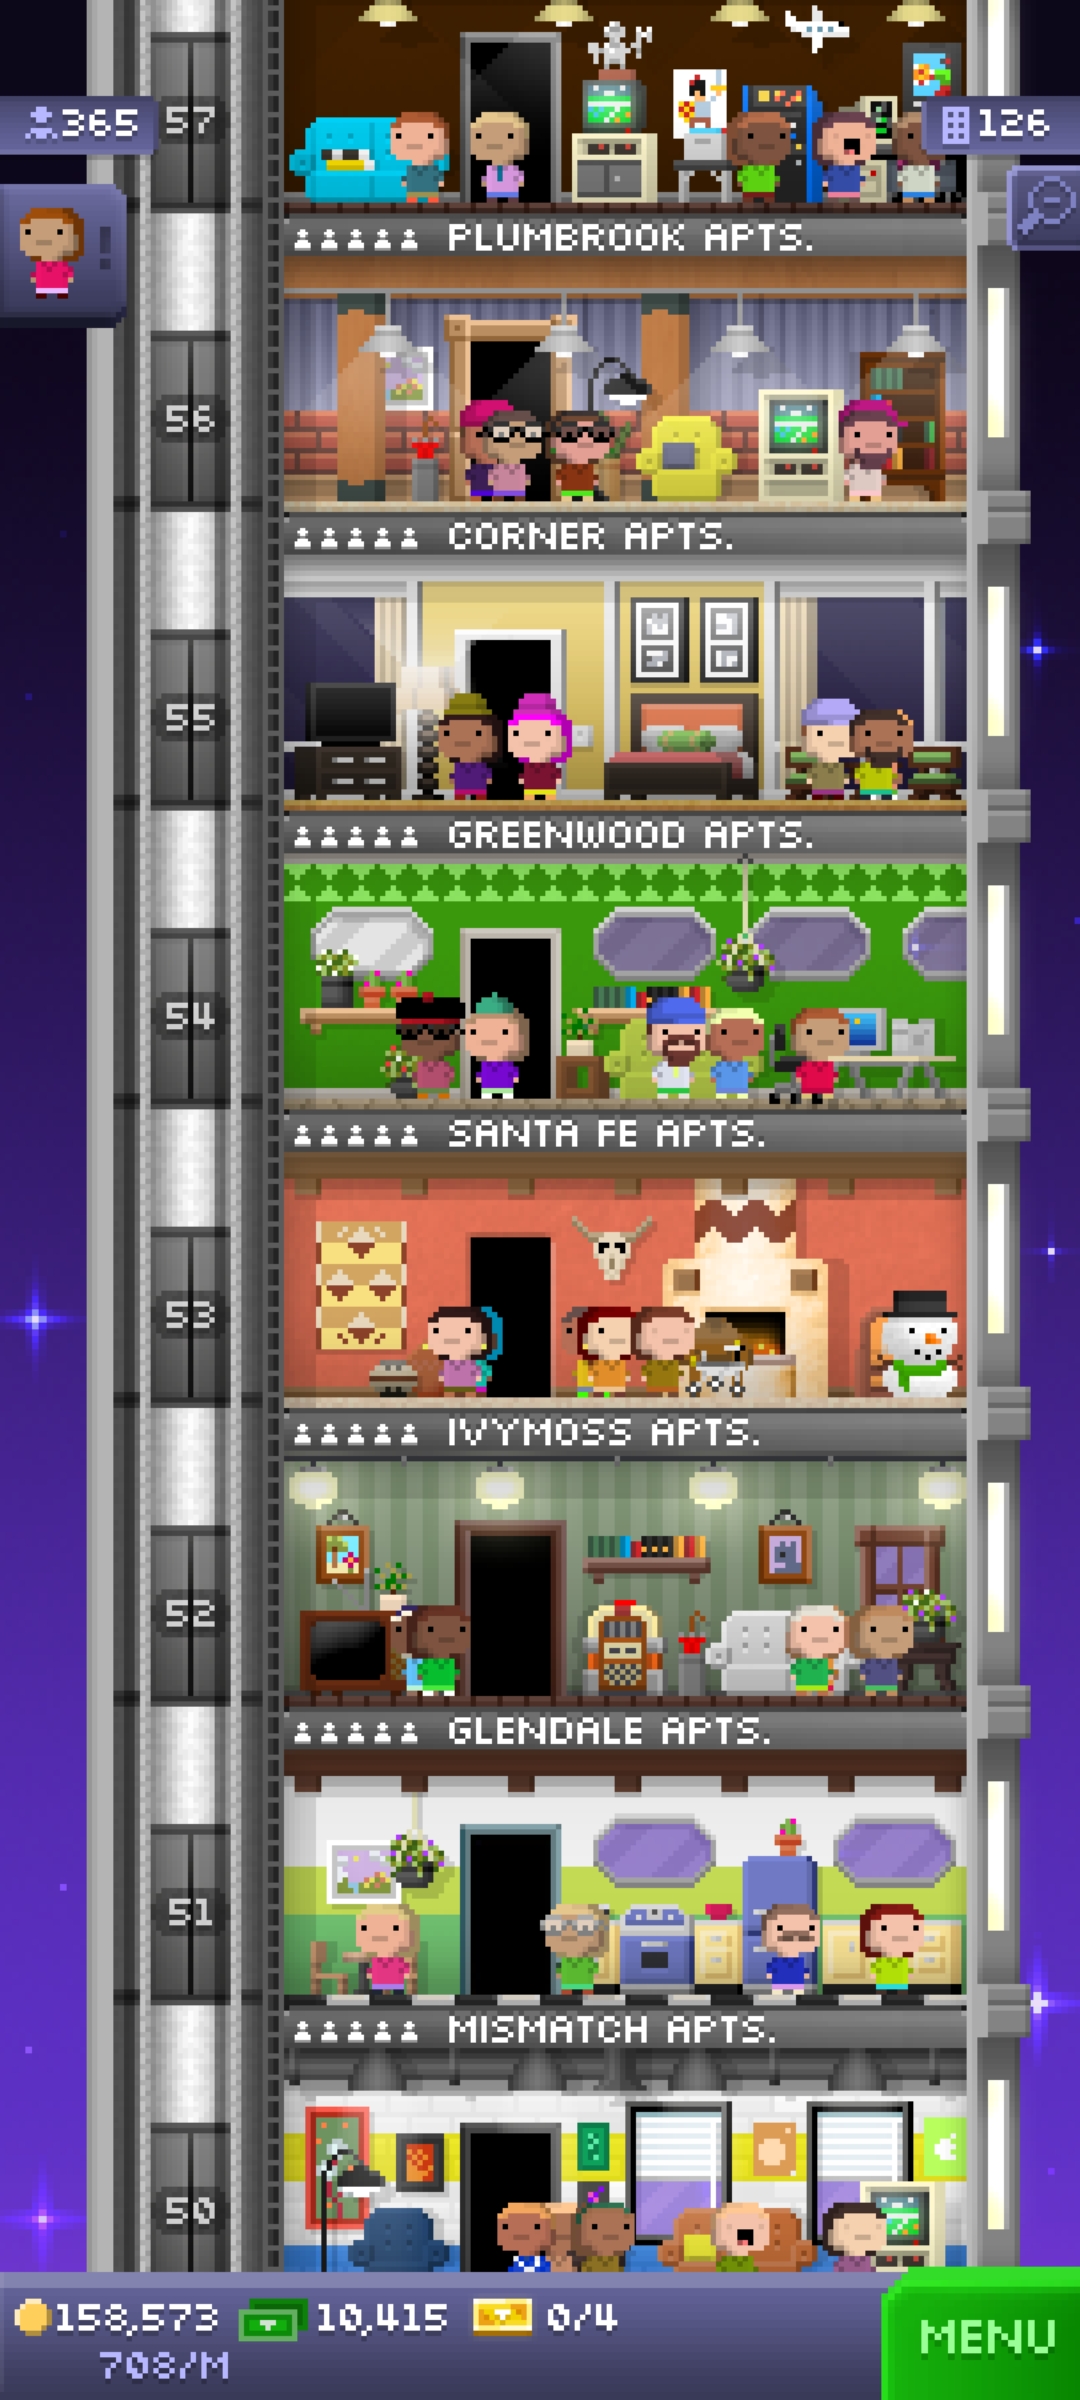 365
57
126
!
PLUMBROOK APTS.
56
CORNER APTS.
55
GREENWOOD APTS.
54
SANTA FE APTS.
53
IVYMOSS APTS.
52
GLENDALE APTS.
51
MISMATCH APTS.
50
158,573 10,415 0/4
708/M
MENU